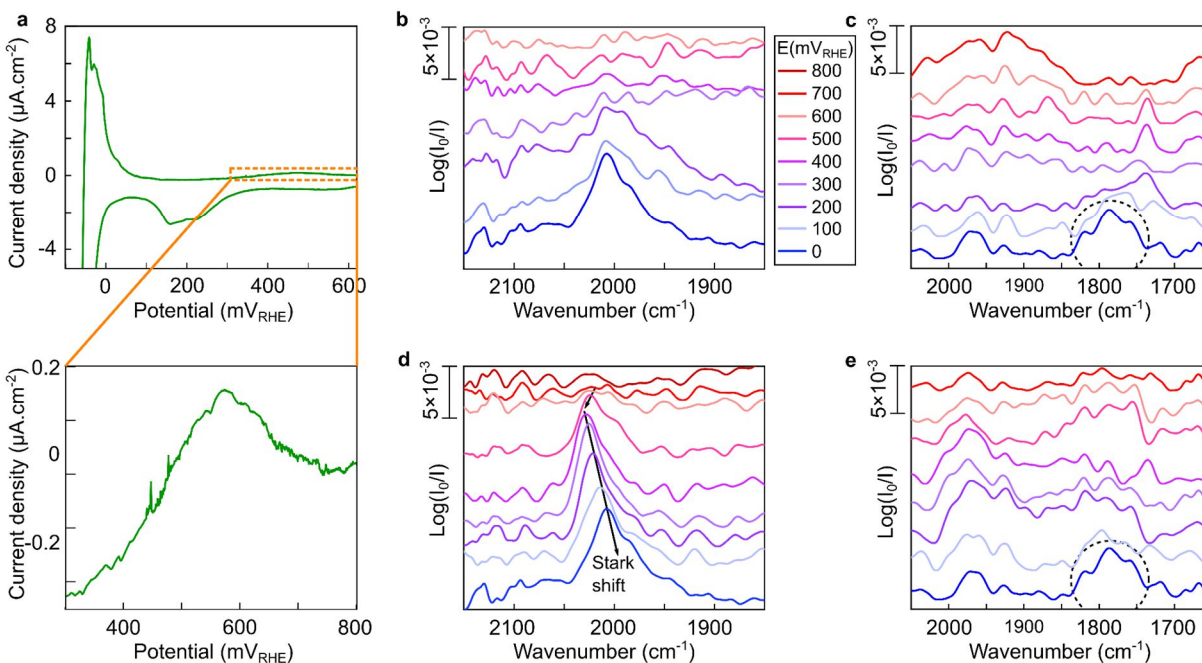 a
Current density (µA.cm⁻²)
8
4
0
-4
0
200
400
600
Potential (mV_RHE)
0.2
0
-0.2
Current density (µA.cm⁻²)
400
600
800
Potential (mV_RHE)
b
5×10⁻³
Log(I₀/I)
2100
2000
1900
Wavenumber (cm⁻¹)
E(mV_RHE)
800
700
600
500
400
300
200
100
0
c
5×10⁻³
Log(I₀/I)
2000
1900
1800
1700
Wavenumber (cm⁻¹)
d
5×10⁻³
Log(I₀/I)
Stark
shift
2100
2000
1900
Wavenumber (cm⁻¹)
e
5×10⁻³
Log(I₀/I)
2000
1900
1800
1700
Wavenumber (cm⁻¹)